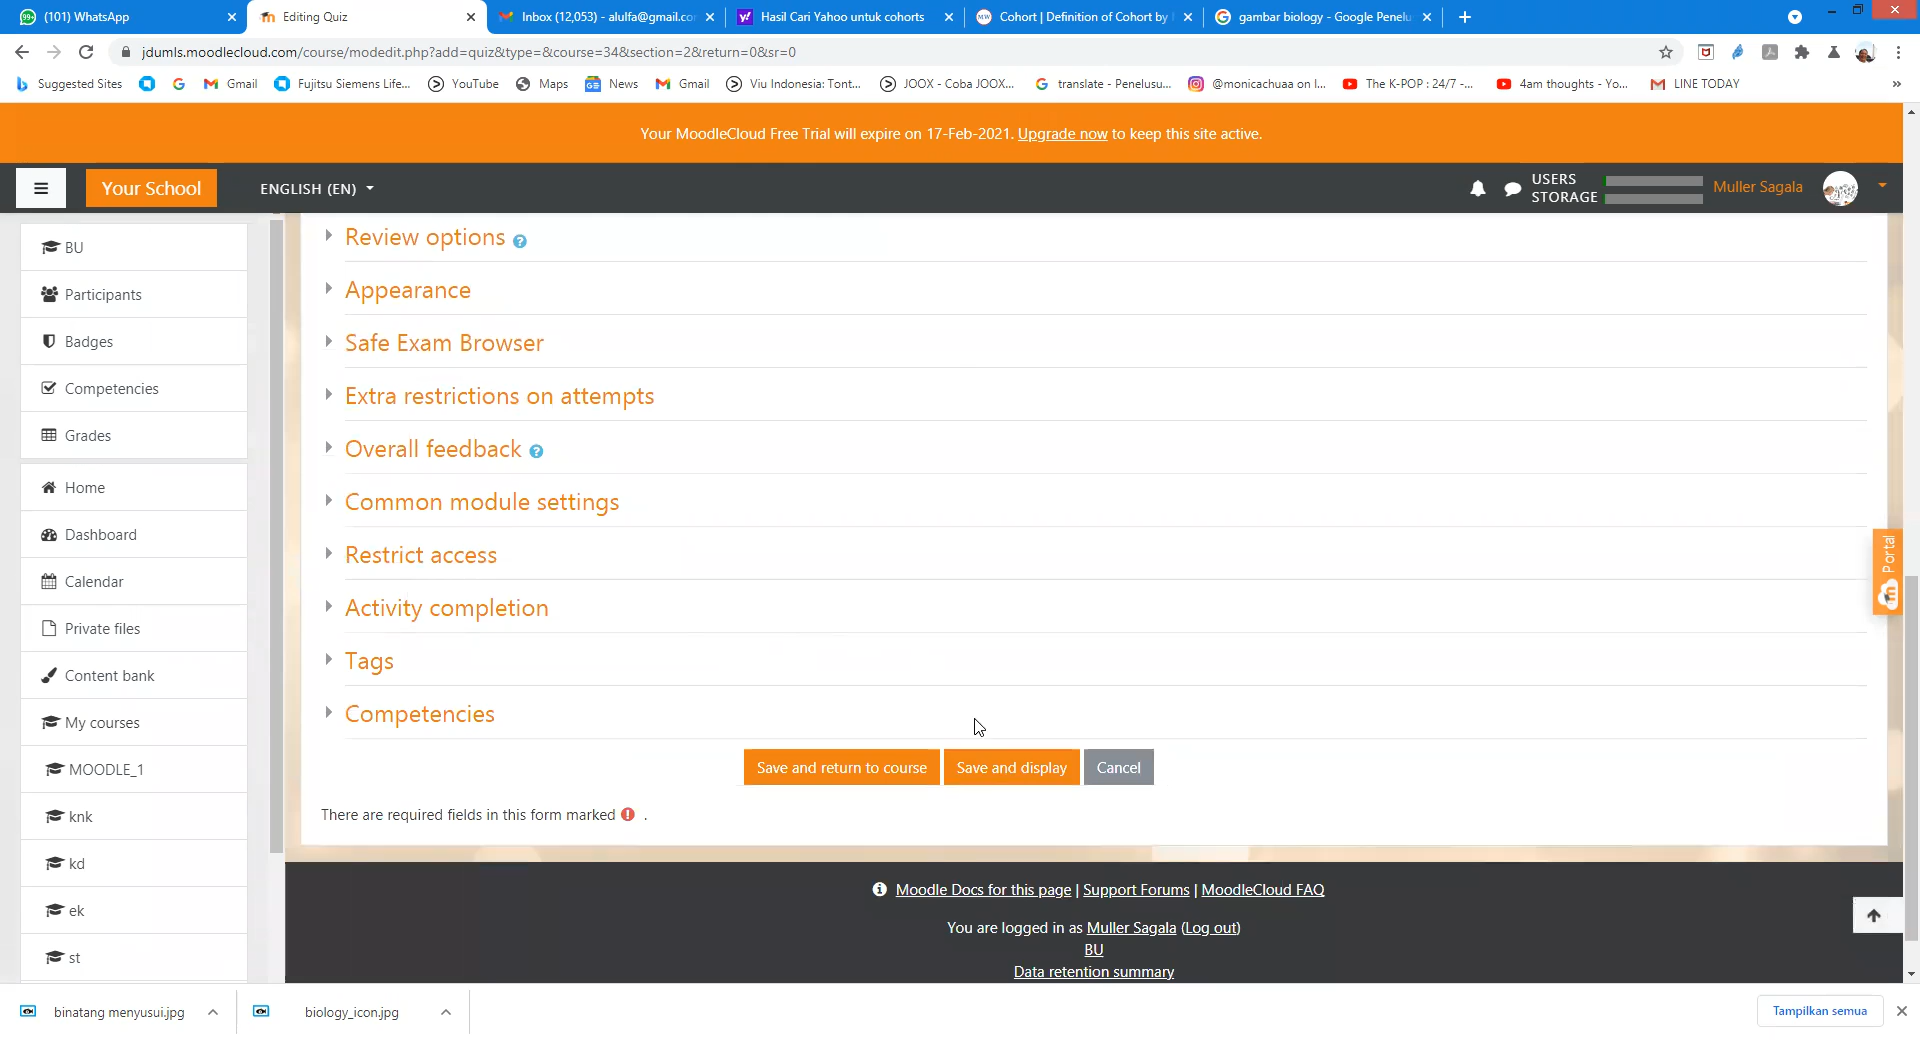 (101) WhatsApp
Editing Quiz
Inbox (12,053) - alulfa@gmail.co
Hasil Cari Yahoo untuk cohorts
Cohort | Definition of Cohort by
gambar biology - Google Penelu
jdumls.moodlecloud.com/course/modedit.php?add=quiz&type=&course=34&section=2&return=0&sr=0
Suggested Sites
Gmail
Fujitsu Siemens Life...
YouTube
Maps
News
Gmail
Viu Indonesia: Tont...
JOOX - Coba JOOX...
translate - Penelusu...
@monicachuaa on I...
The K-POP : 24/7 -...
4am thoughts - Yo...
LINE TODAY
Your MoodleCloud Free Trial will expire on 17-Feb-2021. Upgrade now to keep this site active.
Your School
ENGLISH (EN)
USERS
STORAGE
Muller Sagala
BU
Participants
Badges
Competencies
Grades
Home
Dashboard
Calendar
Private files
Content bank
My courses
MOODLE_1
knk
kd
ek
st
Review options
Appearance
Safe Exam Browser
Extra restrictions on attempts
Overall feedback
Common module settings
Restrict access
Activity completion
Tags
Competencies
Save and return to course
Save and display
Cancel
There are required fields in this form marked .
Portal
Moodle Docs for this page | Support Forums | MoodleCloud FAQ
You are logged in as Muller Sagala (Log out)
BU
Data retention summary
binatang menyusui.jpg
biology_icon.jpg
Tampilkan semua